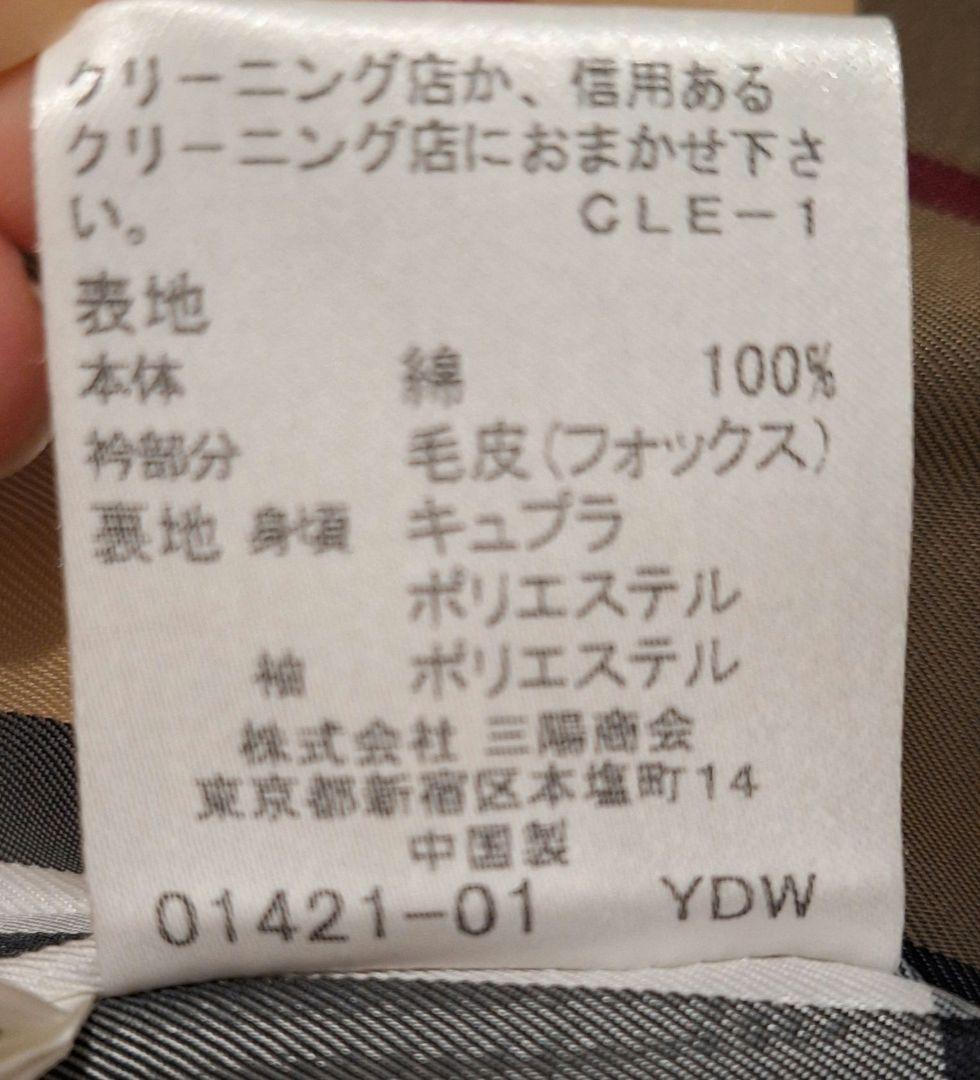 クリーニング店か、信用ある
クリーニング店におまかせ下さ
い。 CLE-1
表地
本体 綿 100%
衿部分 毛皮(フォックス)
裏地 身頃 キュプラ
ポリエステル
袖 ポリエステル
株式会社 三陽商会
東京都新宿区本塩町14
中国製
01421-01 YDW